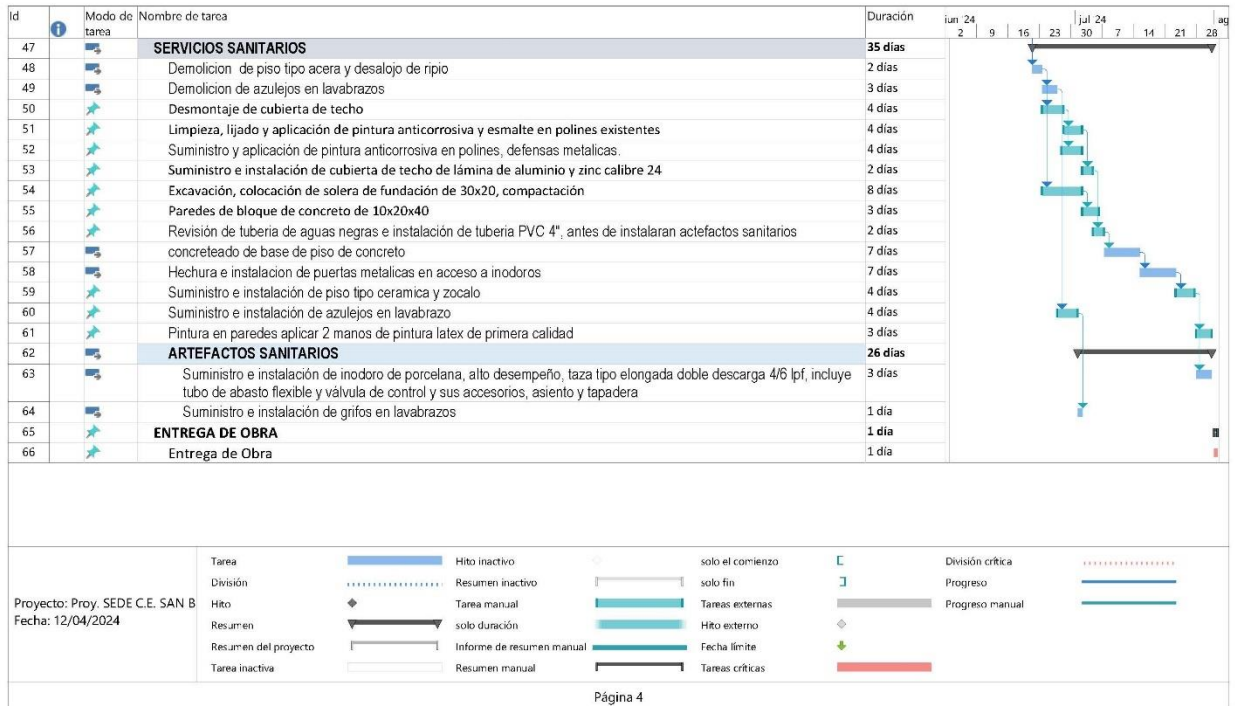 Id Modo de tarea Nombre de tarea Duración jun '24 jul '24 ag
2 9 16 23 30 7 14 21 28
47 SERVICIOS SANITARIOS 35 días
48 Demolicion de piso tipo acera y desalojo de ripio 2 días
49 Demolicion de azulejos en lavabrazos 3 días
50 Desmontaje de cubierta de techo 4 días
51 Limpieza, lijado y aplicación de pintura anticorrosiva y esmalte en polines existentes 4 días
52 Suministro y aplicación de pintura anticorrosiva en polines, defensas metalicas. 4 días
53 Suministro e instalación de cubierta de techo de lámina de aluminio y zinc calibre 24 2 días
54 Excavación, colocación de solera de fundación de 30x20, compactación 8 días
55 Paredes de bloque de concreto de 10x20x40 3 días
56 Revisión de tuberia de aguas negras e instalación de tuberia PVC 4", antes de instalaran actefactos sanitarios 2 días
57 concreteado de base de piso de concreto 7 días
58 Hechura e instalacion de puertas metalicas en acceso a inodoros 7 días
59 Suministro e instalación de piso tipo ceramica y zocalo 4 días
60 Suministro e instalación de azulejos en lavabrazo 4 días
61 Pintura en paredes aplicar 2 manos de pintura latex de primera calidad 3 días
62 ARTEFACTOS SANITARIOS 26 días
63 Suministro e instalación de inodoro de porcelana, alto desempeño, taza tipo elongada doble descarga 4/6 lpf, incluye 3 días
tubo de abasto flexible y válvula de control y sus accesorios, asiento y tapadera
64 Suministro e instalación de grifos en lavabrazos 1 día
65 ENTREGA DE OBRA 1 día
66 Entrega de Obra 1 día
Proyecto: Proy. SEDE C.E. SAN B
Fecha: 12/04/2024
Tarea Hito inactivo solo el comienzo División crítica
División Resumen inactivo solo fin Progreso
Hito Tarea manual Tareas externas Progreso manual
Resumen solo duración Hito externo
Resumen del proyecto Informe de resumen manual Fecha límite
Tarea inactiva Resumen manual Tareas críticas
Página 4